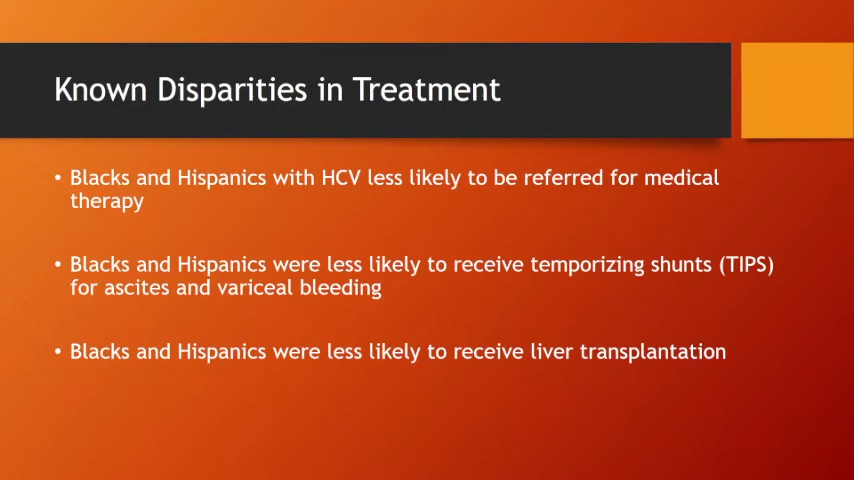 Known Disparities in Treatment
• Blacks and Hispanics with HCV less likely to be referred for medical
therapy
• Blacks and Hispanics were less likely to receive temporizing shunts (TIPS)
for ascites and variceal bleeding
• Blacks and Hispanics were less likely to receive liver transplantation